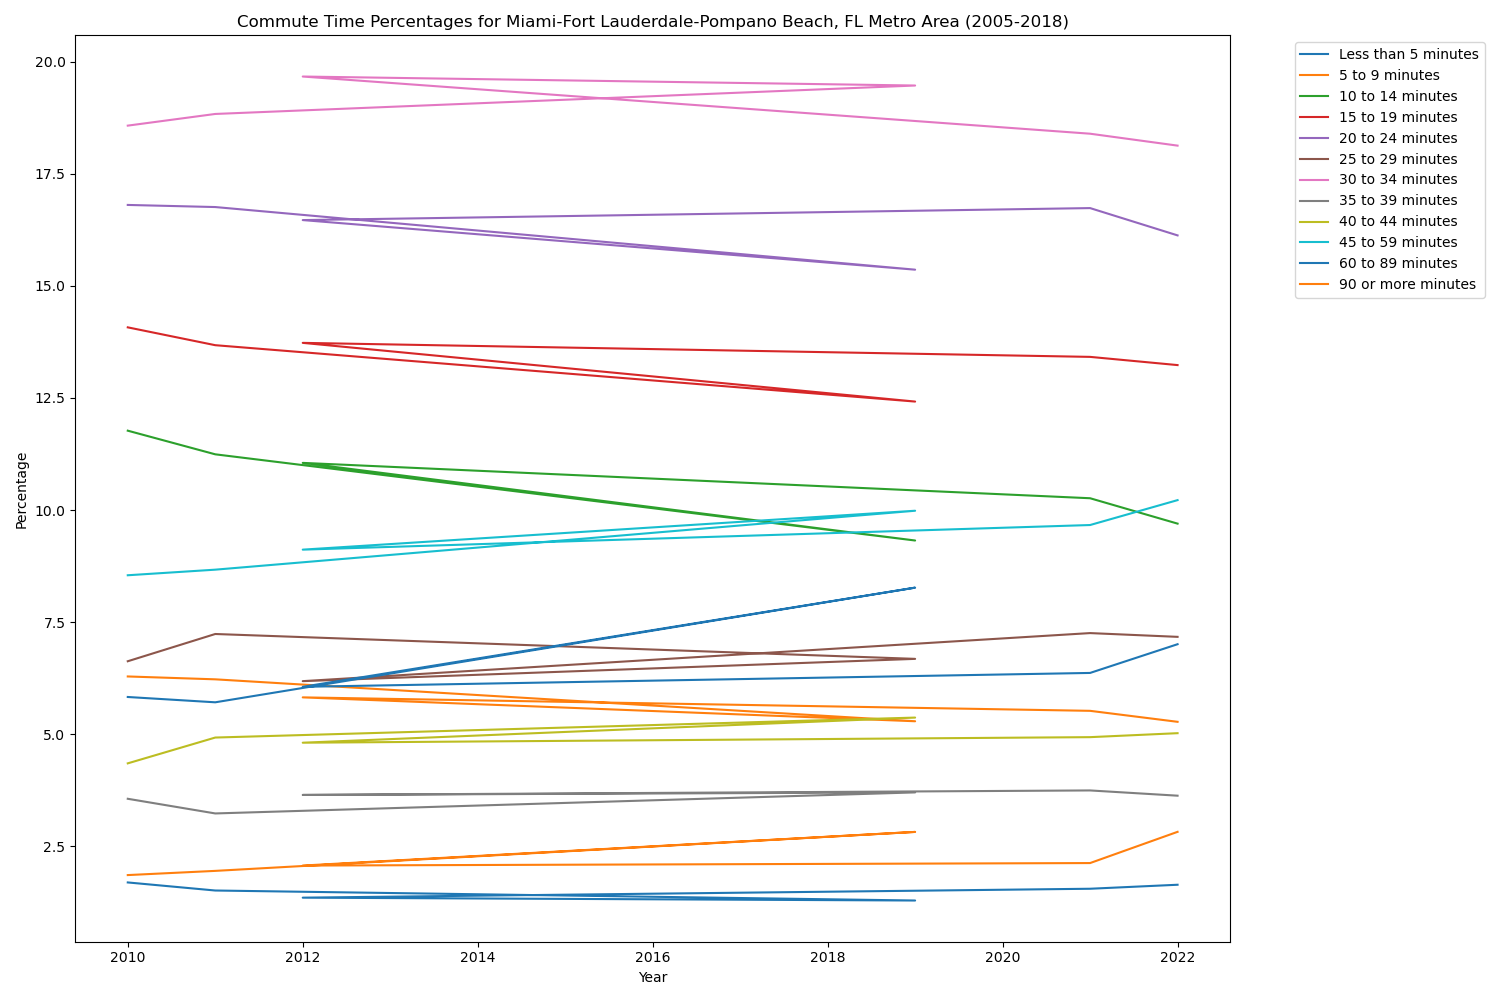 Commute Time Percentages for Miami-Fort Lauderdale-Pompano Beach, FL Metro Area (2005-2018)
Less than 5 minutes
5 to 9 minutes
10 to 14 minutes
15 to 19 minutes
20 to 24 minutes
25 to 29 minutes
30 to 34 minutes
35 to 39 minutes
40 to 44 minutes
45 to 59 minutes
60 to 89 minutes
90 or more minutes
Percentage
20.0
17.5
15.0
12.5
10.0
7.5
5.0
2.5
2010
2012
2014
2016
2018
2020
2022
Year